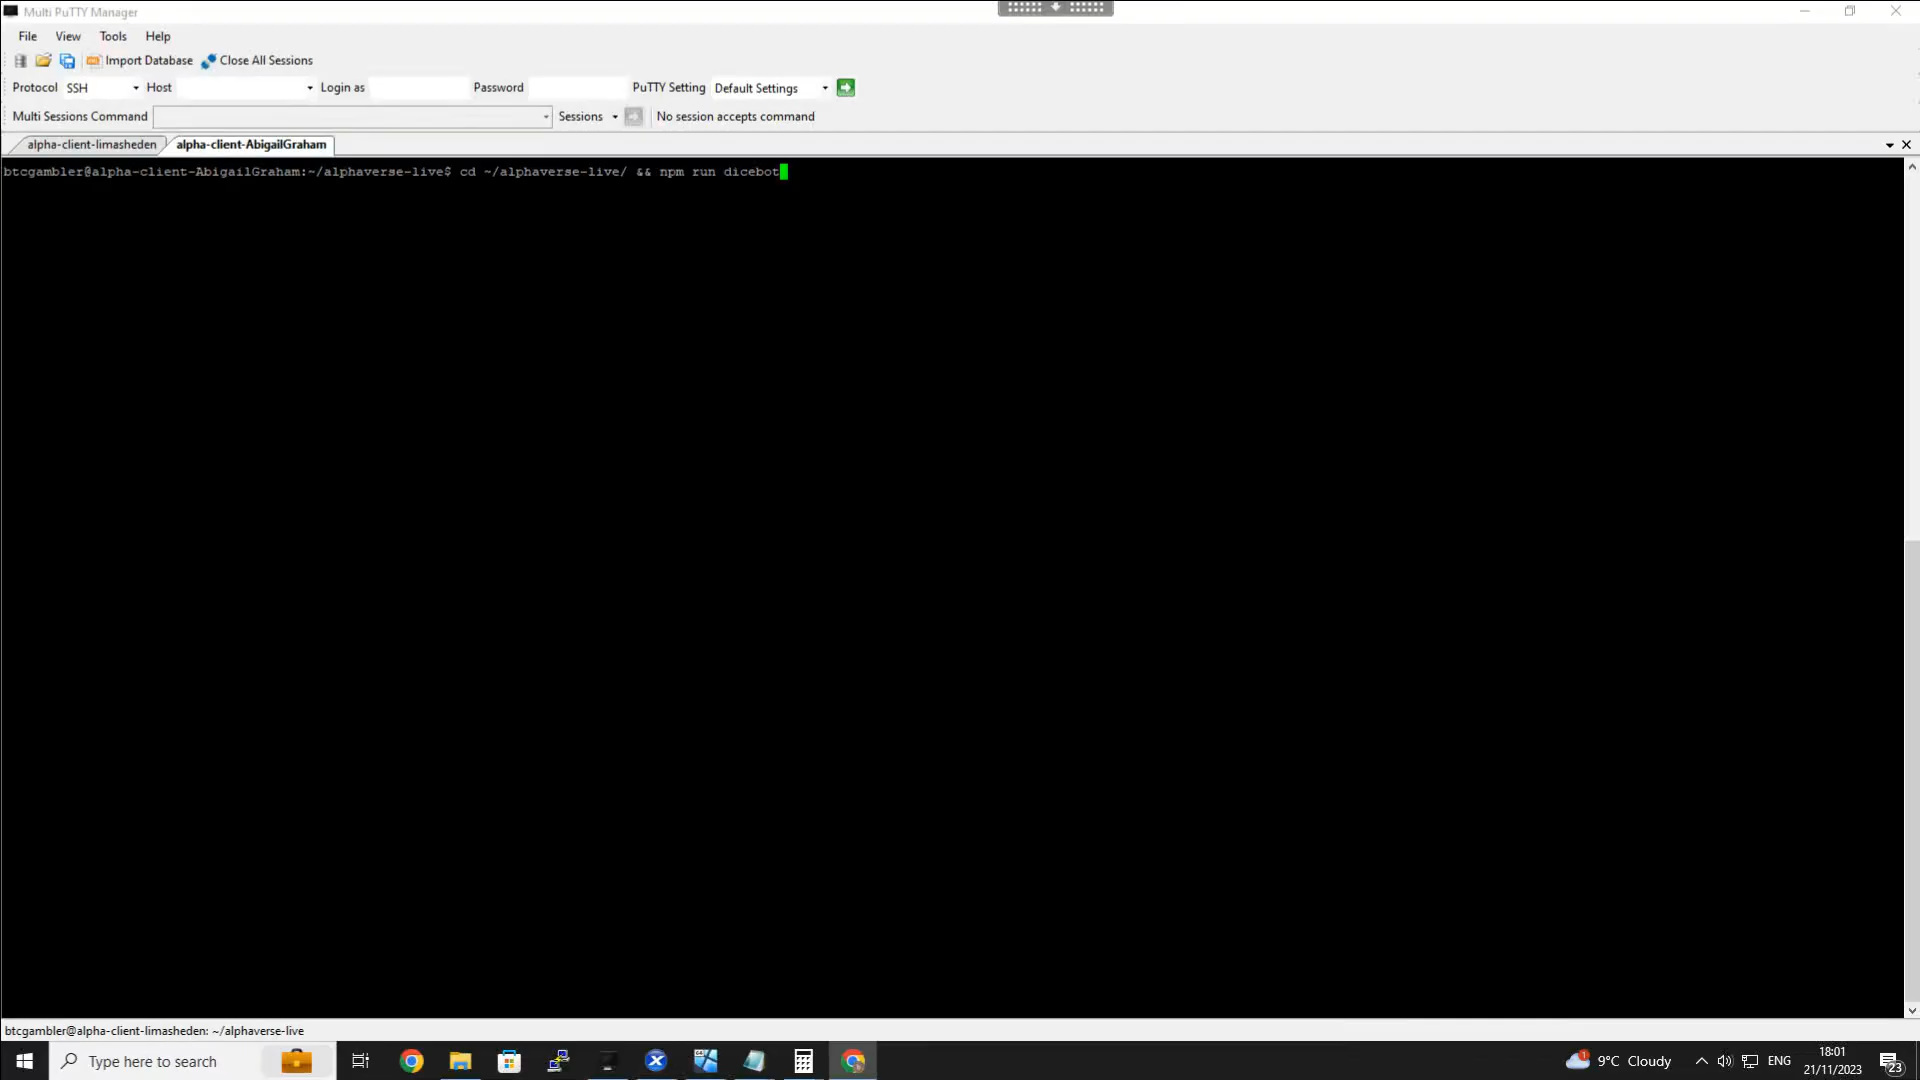 Multi PuTTY Manager
File View Tools Help
Import Database Close All Sessions
Protocol SSH Host Login as Password PuTTY Setting Default Settings
Multi Sessions Command Sessions No session accepts command
alpha-client-limasheden alpha-client-AbigailGraham
btcgambler@alpha-client-AbigailGraham:~/alphaverse-live$ cd ~/alphaverse-live/ && npm run dicebot
btcgambler@alpha-client-limasheden: ~/alphaverse-live
Type here to search 1 9°C Cloudy ENG 18:01
21/11/2023 23